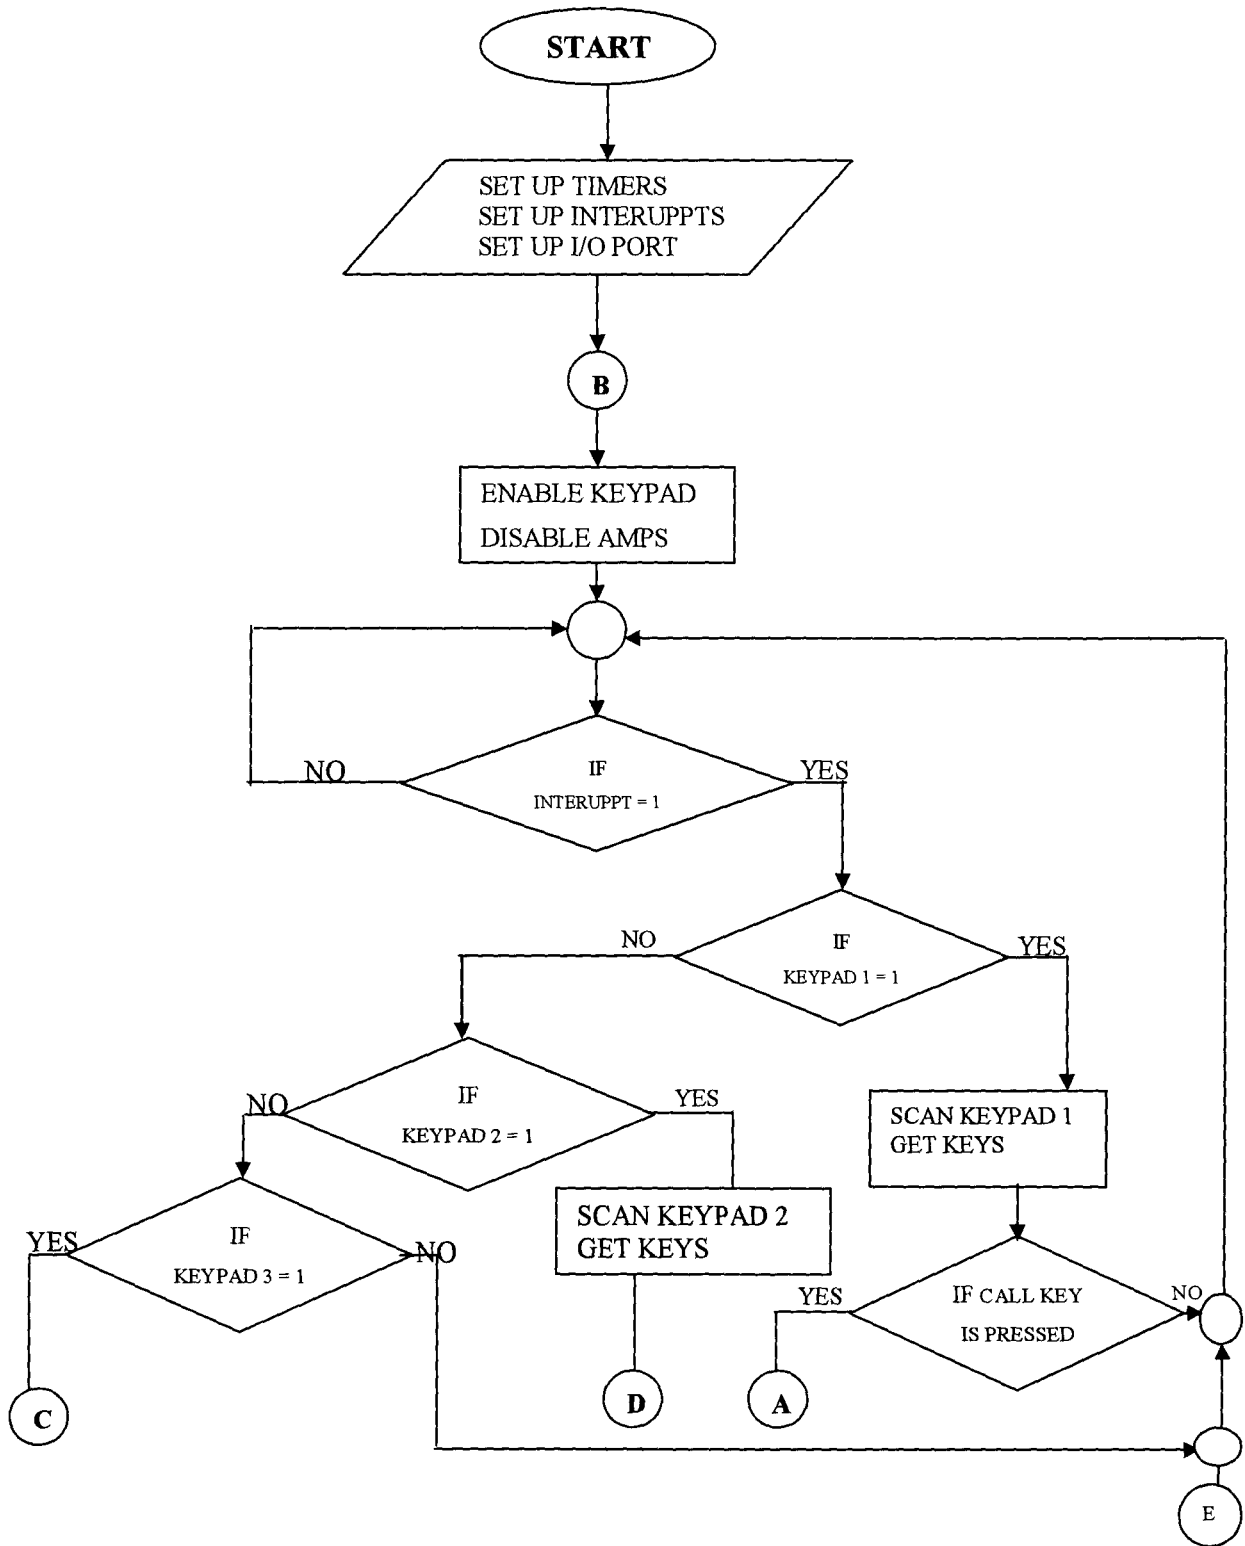 START
SET UP TIMERS
SET UP INTERUPPTS
SET UP I/O PORT
B
ENABLE KEYPAD
DISABLE AMPS
NO
IF
INTERUPPT = 1
YES
NO
IF
KEYPAD 1 = 1
YES
NO
IF
KEYPAD 2 = 1
YES
SCAN KEYPAD 1
GET KEYS
YES
IF
KEYPAD 3 = 1
NO
SCAN KEYPAD 2
GET KEYS
YES
IF CALL KEY
IS PRESSED
NO
C
D
A
E